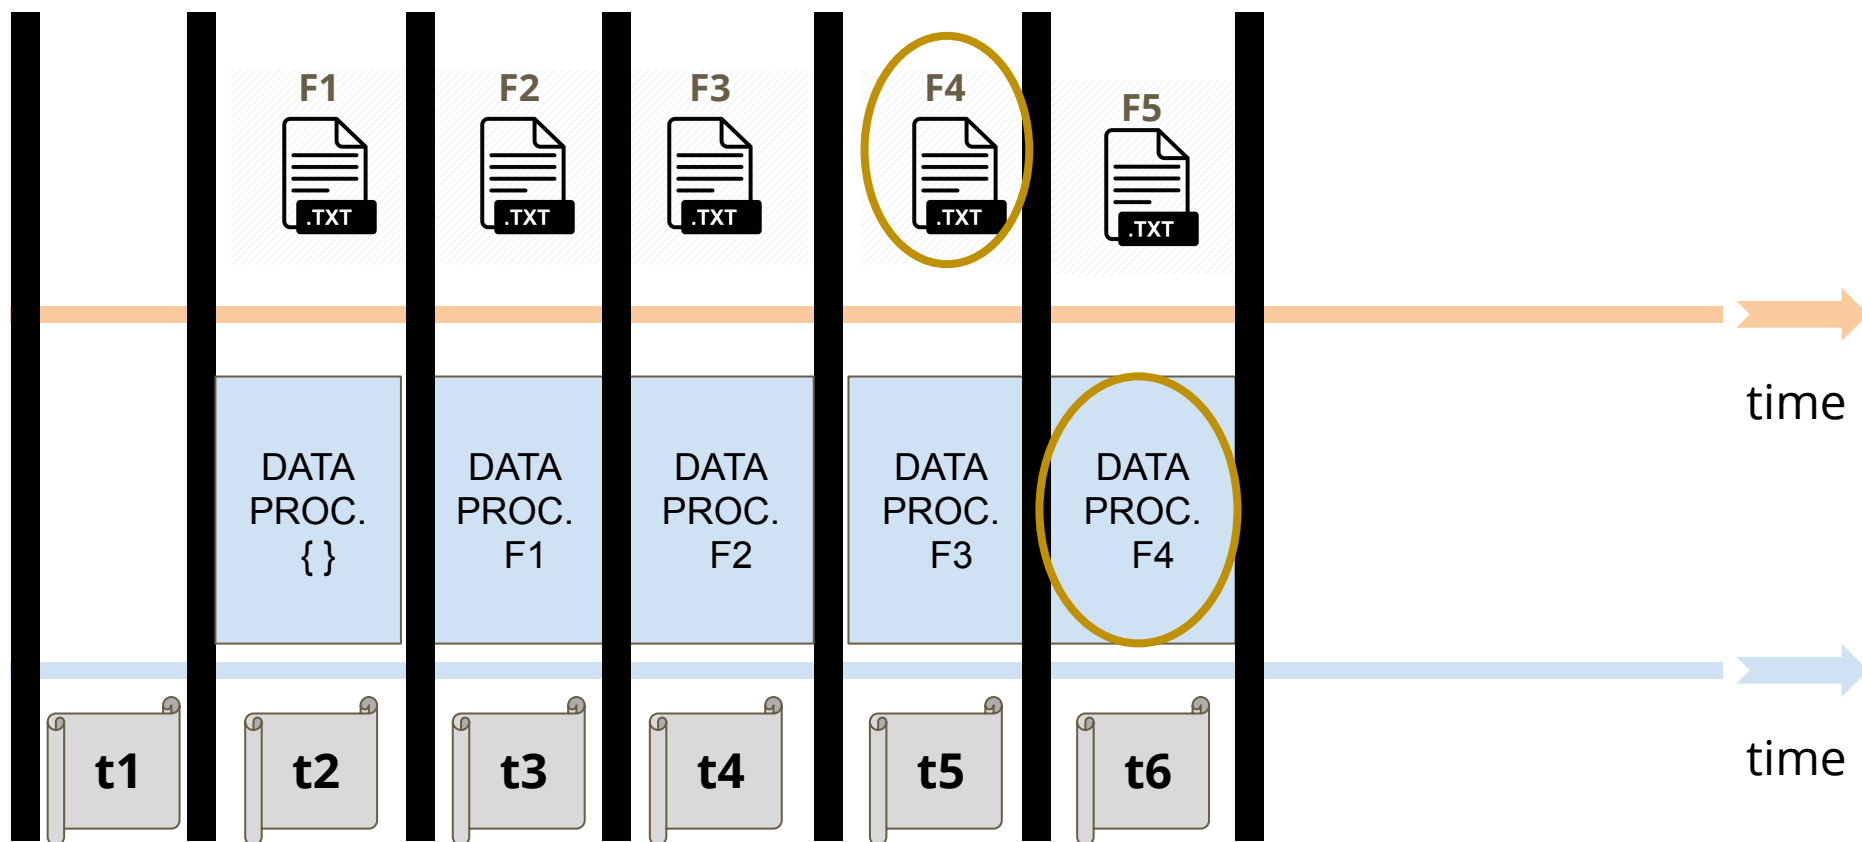 F1
F2
F3
F4
F5
.TXT
.TXT
.TXT
.TXT
.TXT
time
DATA
PROC.
{ }
DATA
PROC.
F1
DATA
PROC.
F2
DATA
PROC.
F3
DATA
PROC.
F4
time
t1
t2
t3
t4
t5
t6